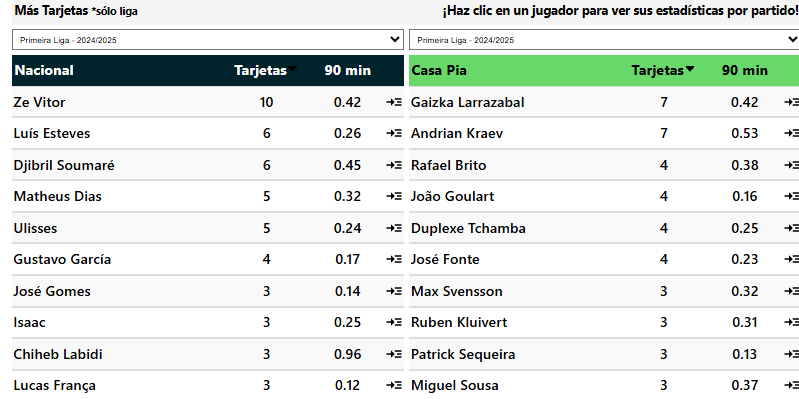 Más Tarjetas *sólo liga ¡Haz clic en un jugador para ver sus estadísticas por partido!
Primeira Liga - 2024/2025 Primeira Liga - 2024/2025
Nacional Tarjetas 90 min Casa Pia Tarjetas 90 min
Ze Vitor 10 0.42 Gaizka Larrazabal 7 0.42
Luís Esteves 6 0.26 Andrian Kraev 7 0.53
Djibril Soumaré 6 0.45 Rafael Brito 4 0.38
Matheus Dias 5 0.32 João Goulart 4 0.16
Ulisses 5 0.24 Duplexe Tchamba 4 0.25
Gustavo García 4 0.17 José Fonte 4 0.23
José Gomes 3 0.14 Max Svensson 3 0.32
Isaac 3 0.25 Ruben Kluivert 3 0.31
Chiheb Labidi 3 0.96 Patrick Sequeira 3 0.13
Lucas França 3 0.12 Miguel Sousa 3 0.37